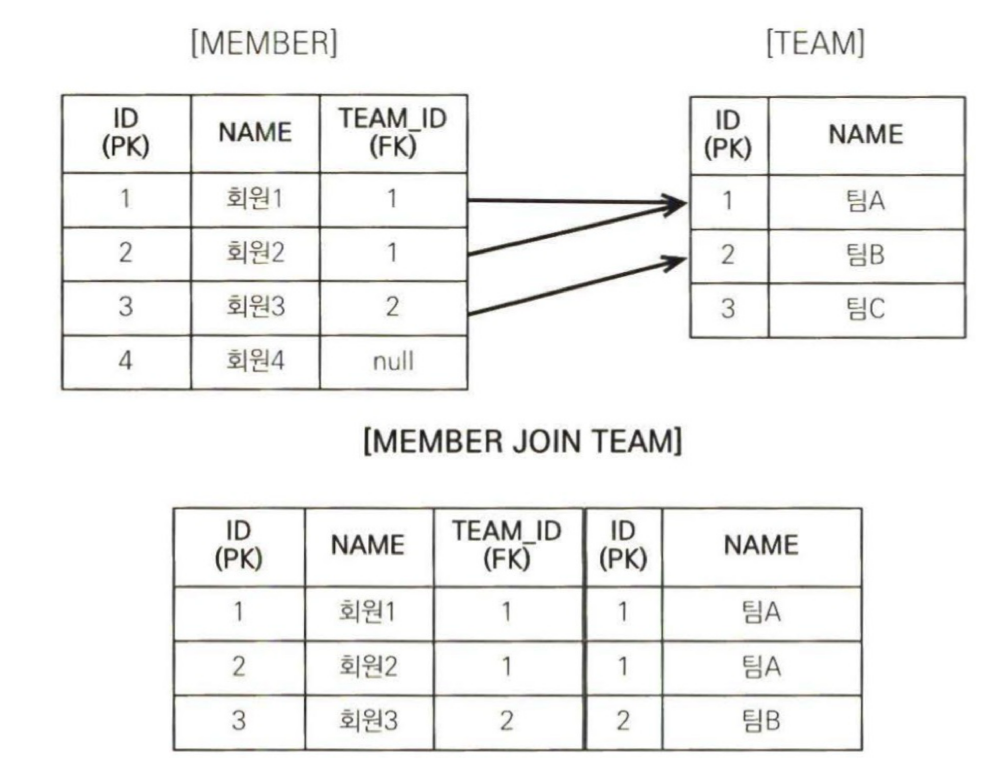 [MEMBER] [TEAM]
ID (PK) NAME TEAM_ID (FK)
1 회원1 1
2 회원2 1
3 회원3 2
4 회원4 null
ID (PK) NAME
1 팀A
2 팀B
3 팀C
[MEMBER JOIN TEAM]
ID (PK) NAME TEAM_ID (FK) ID (PK) NAME
1 회원1 1 1 팀A
2 회원2 1 1 팀A
3 회원3 2 2 팀B